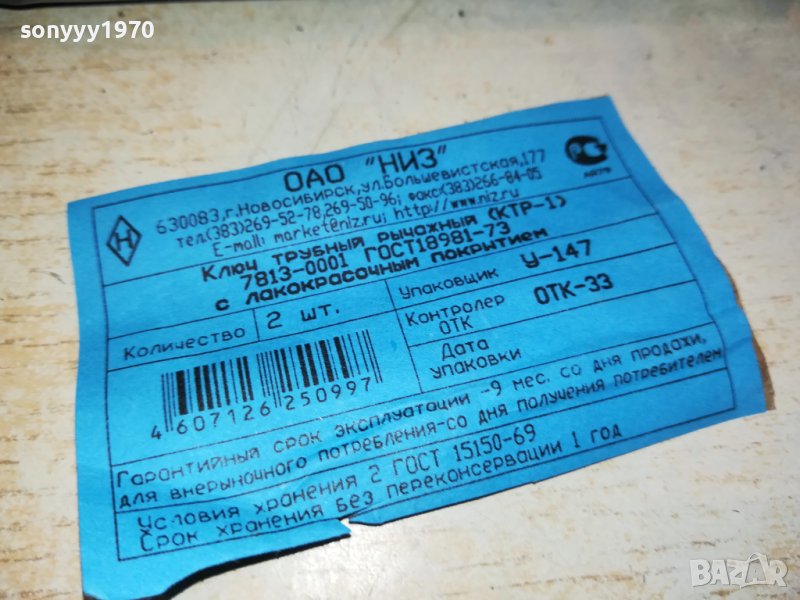 sonyyy1970
ОАО "НИЗ"
630083,г.Новосибирск,ул.Большевистская,177
тел.(383)269-52-78,269-50-96; факс(383)266-84-05
E-mail: market@niz.ru; http://www.niz.ru
Н
Ключ трубный рычажный (КТР-1)
7813-0001 ГОСТ18981-73
с лакокрасочным покрытием
Количество 2 шт.
Упаковщик У-147
Контролер ОТК ОТК-33
Дата упаковки
4 607126 250997
Гарантийный срок эксплуатации -9 мес. со дня продажи,
для внерыночного потребления-со дня получения потребителем
Условия хранения 2 ГОСТ 15150-69
Срок хранения без переконсервации 1 год
BAZAR